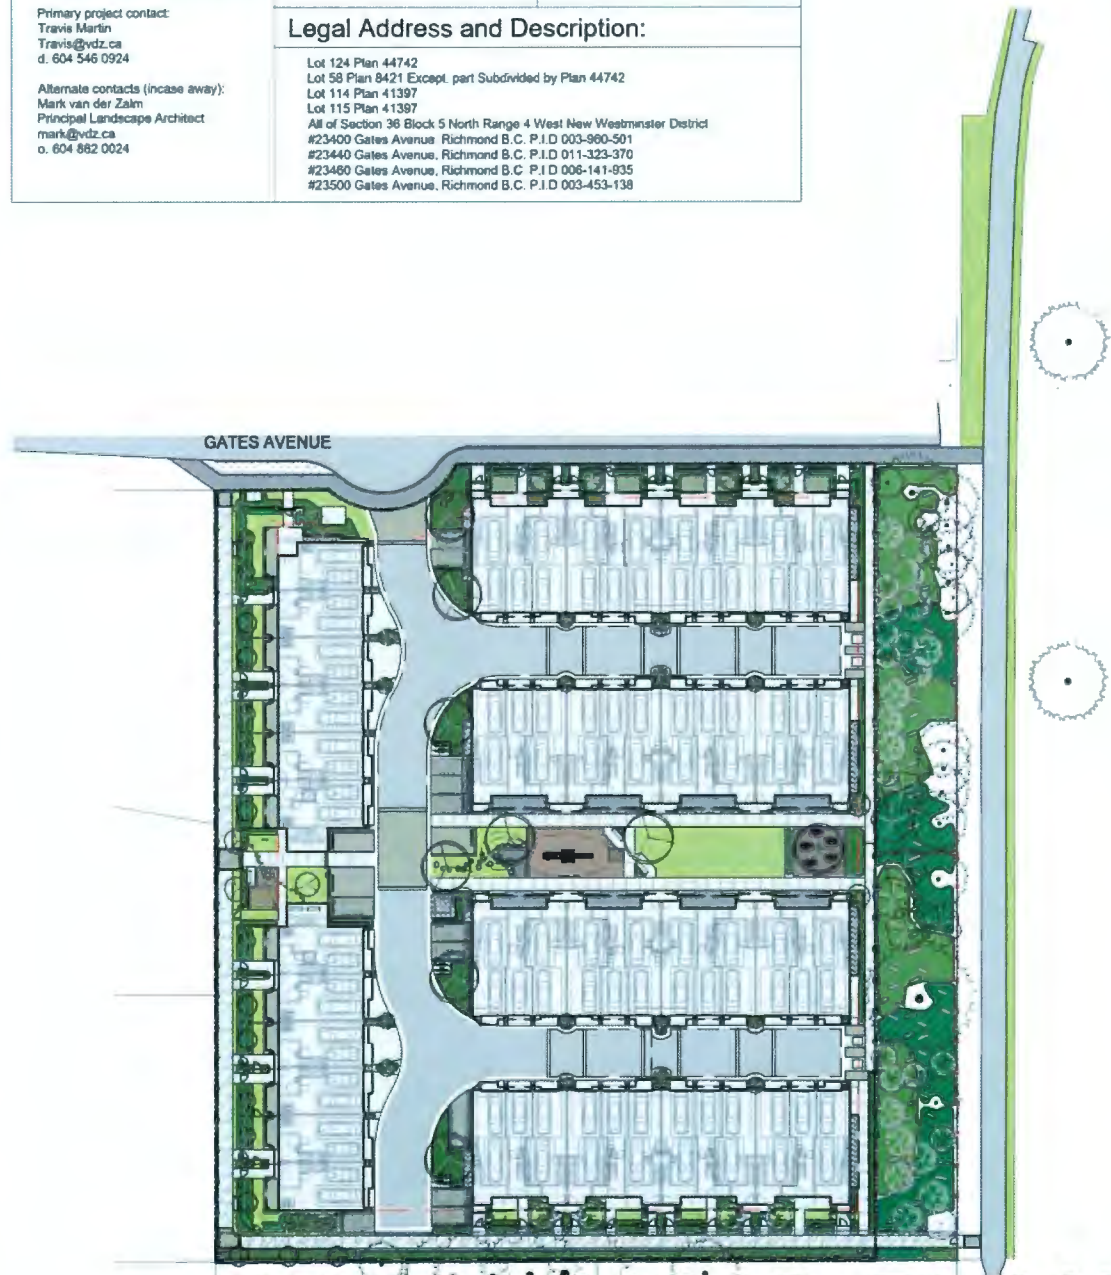 Primary project contact:
Travis Martin
Travis@vdz.ca
d. 604 546 0924
Alternate contacts (incase away):
Mark van der Zalm
Principal Landscape Architect
mark@vdz.ca
o. 604 882 0024
Legal Address and Description:
Lot 124 Plan 44742
Lot 58 Plan 8421 Except. part Subdivided by Plan 44742
Lot 114 Plan 41397
Lot 115 Plan 41397
All of Section 36 Block 5 North Range 4 West New Westminster District
#23400 Gates Avenue Richmond B.C. P.I.D 003-960-501
#23440 Gates Avenue, Richmond B.C. P.I.D 011-323-370
#23460 Gates Avenue, Richmond B.C P.I.D 006-141-935
#23500 Gates Avenue, Richmond B.C. P.I.D 003-453-138
GATES AVENUE